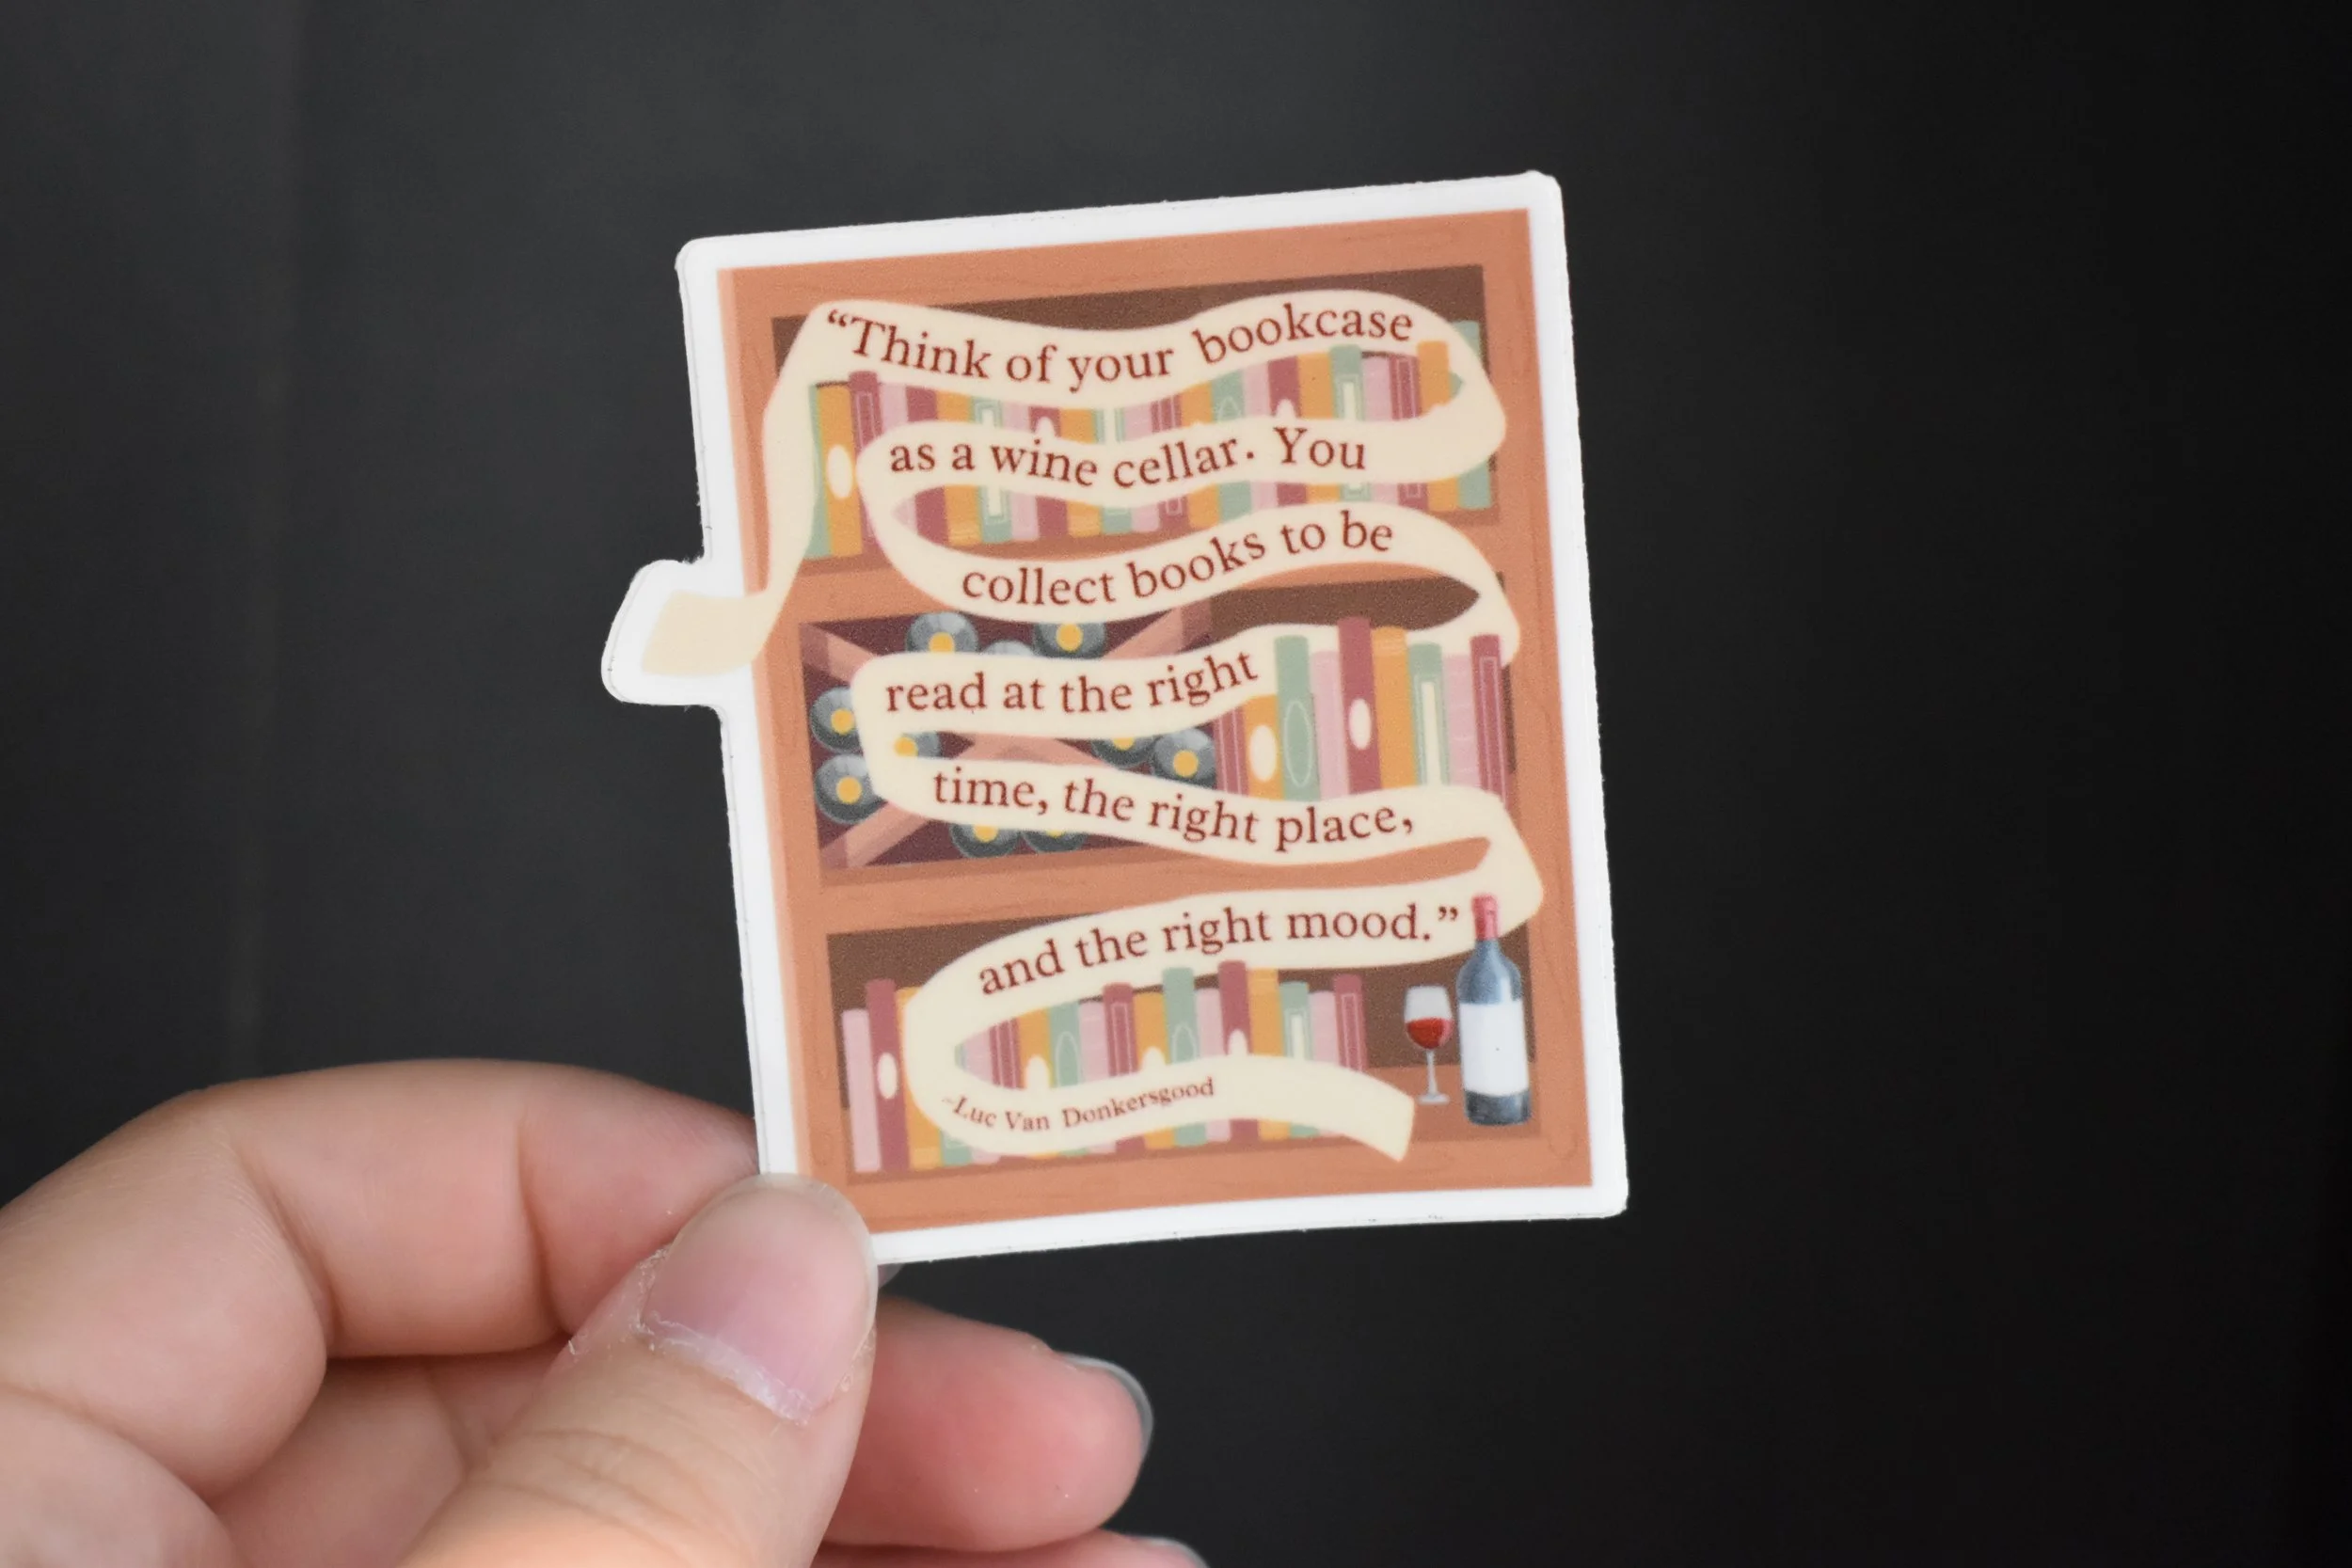 “Think of your bookcase
as a wine cellar. You
collect books to be
read at the right
time, the right place,
and the right mood.”
-Luc Van Donkersgood